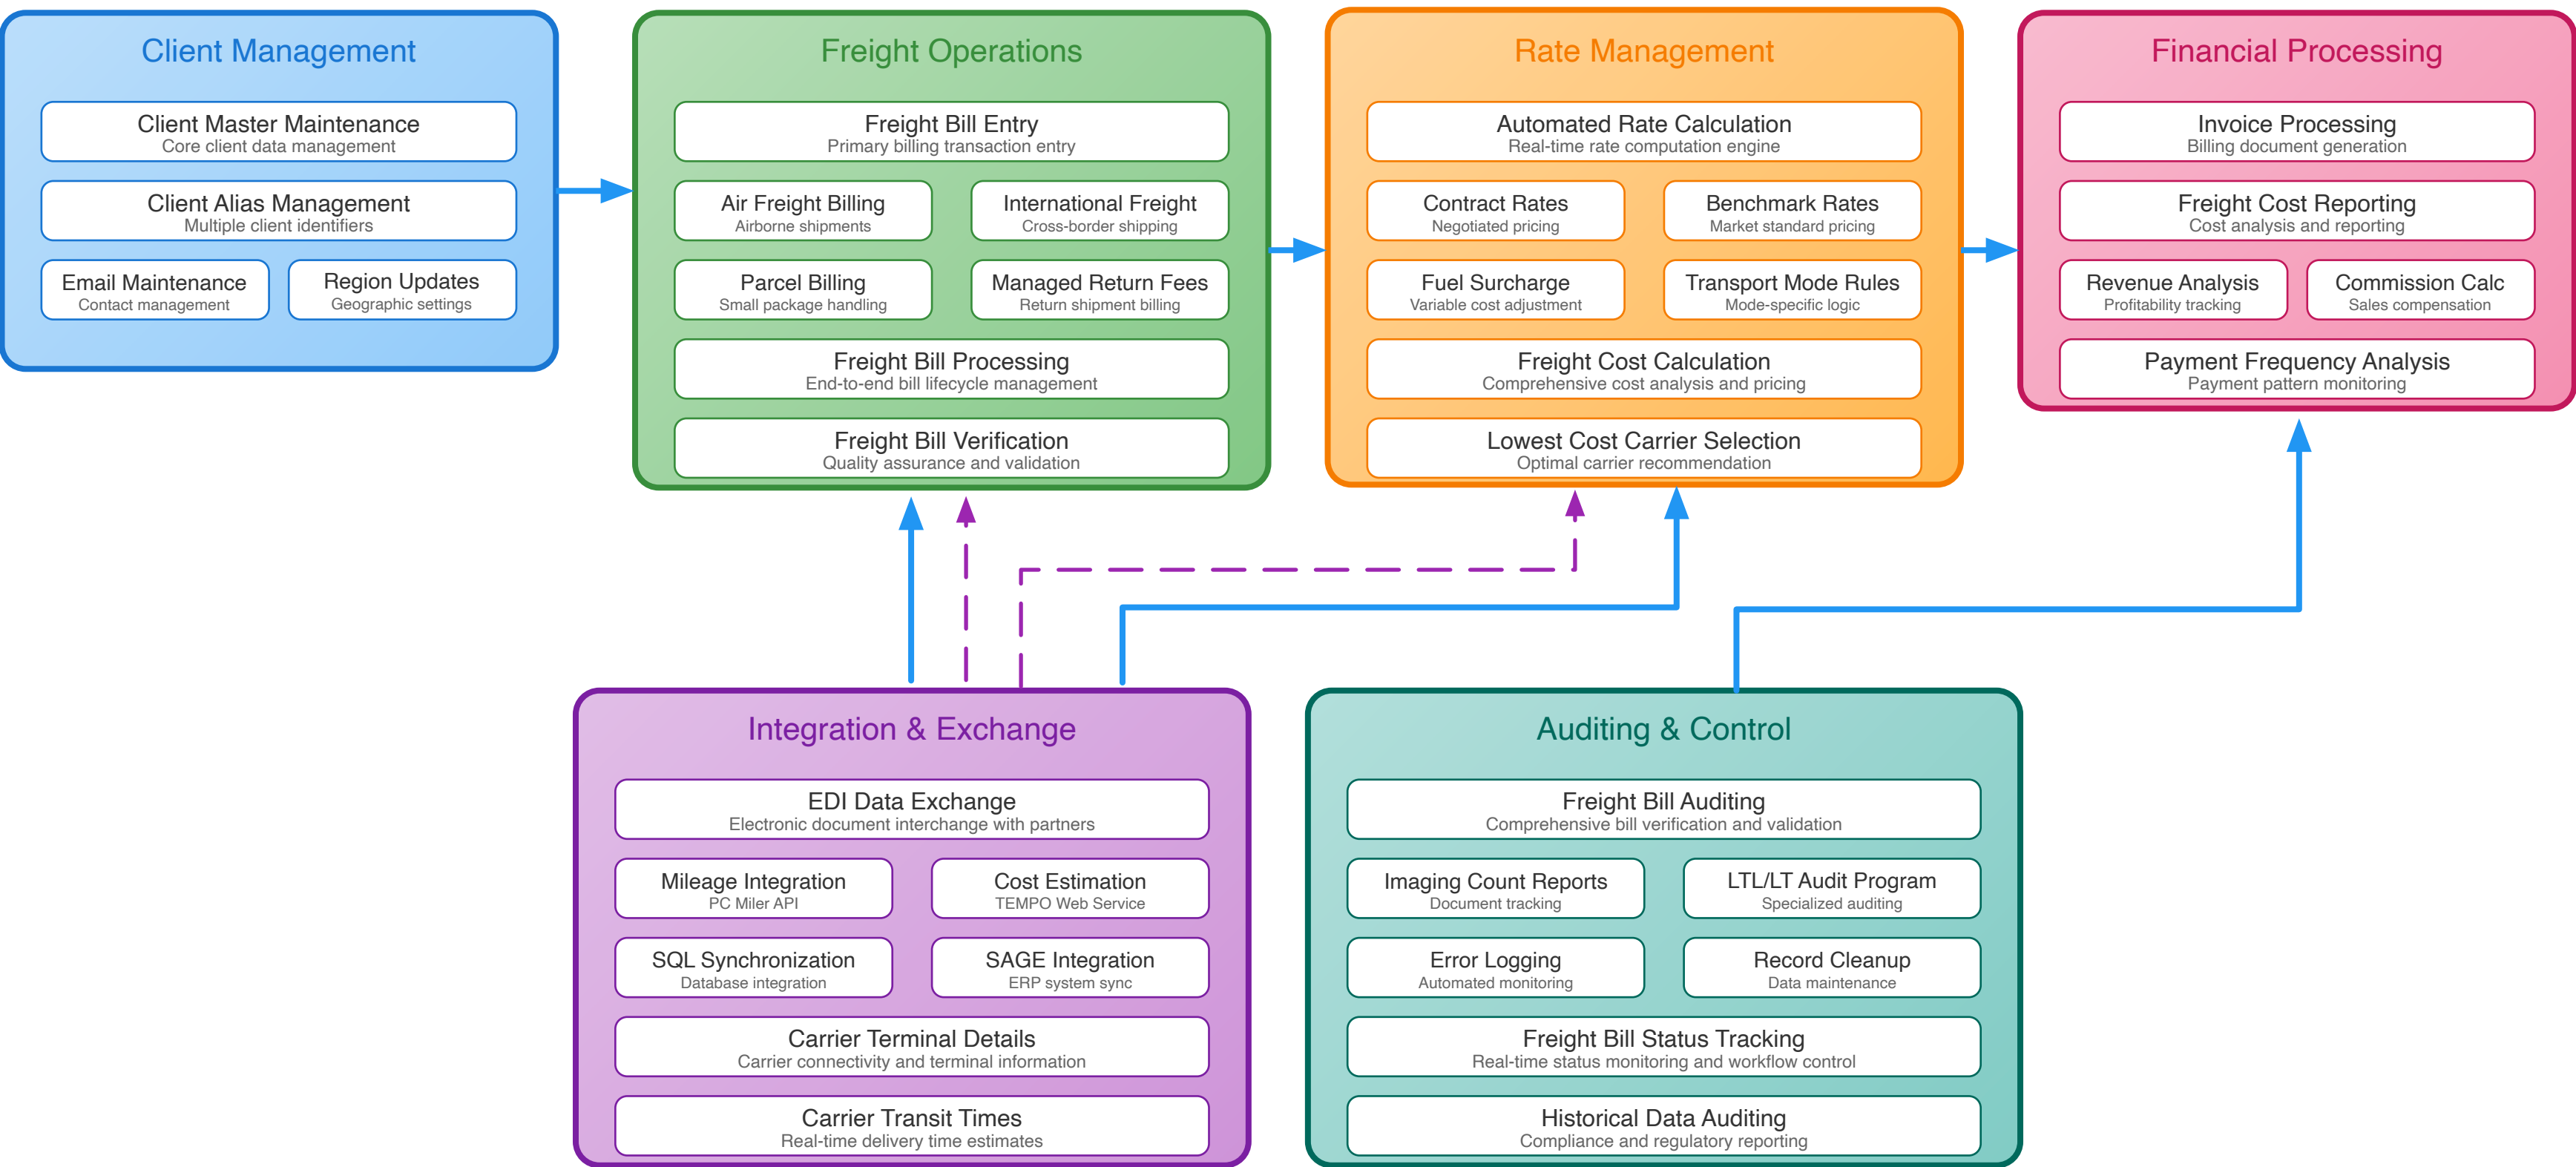 Client Management
Client Master Maintenance
Core client data management
Client Alias Management
Multiple client identifiers
Email Maintenance
Contact management
Region Updates
Geographic settings
Freight Operations
Freight Bill Entry
Primary billing transaction entry
Air Freight Billing
Airborne shipments
International Freight
Cross-border shipping
Parcel Billing
Small package handling
Managed Return Fees
Return shipment billing
Freight Bill Processing
End-to-end bill lifecycle management
Freight Bill Verification
Quality assurance and validation
Rate Management
Automated Rate Calculation
Real-time rate computation engine
Contract Rates
Negotiated pricing
Benchmark Rates
Market standard pricing
Fuel Surcharge
Variable cost adjustment
Transport Mode Rules
Mode-specific logic
Freight Cost Calculation
Comprehensive cost analysis and pricing
Lowest Cost Carrier Selection
Optimal carrier recommendation
Financial Processing
Invoice Processing
Billing document generation
Freight Cost Reporting
Cost analysis and reporting
Revenue Analysis
Profitability tracking
Commission Calc
Sales compensation
Payment Frequency Analysis
Payment pattern monitoring
Integration & Exchange
EDI Data Exchange
Electronic document interchange with partners
Mileage Integration
PC Miler API
Cost Estimation
TEMPO Web Service
SQL Synchronization
Database integration
SAGE Integration
ERP system sync
Carrier Terminal Details
Carrier connectivity and terminal information
Carrier Transit Times
Real-time delivery time estimates
Auditing & Control
Freight Bill Auditing
Comprehensive bill verification and validation
Imaging Count Reports
Document tracking
LTL/LT Audit Program
Specialized auditing
Error Logging
Automated monitoring
Record Cleanup
Data maintenance
Freight Bill Status Tracking
Real-time status monitoring and workflow control
Historical Data Auditing
Compliance and regulatory reporting